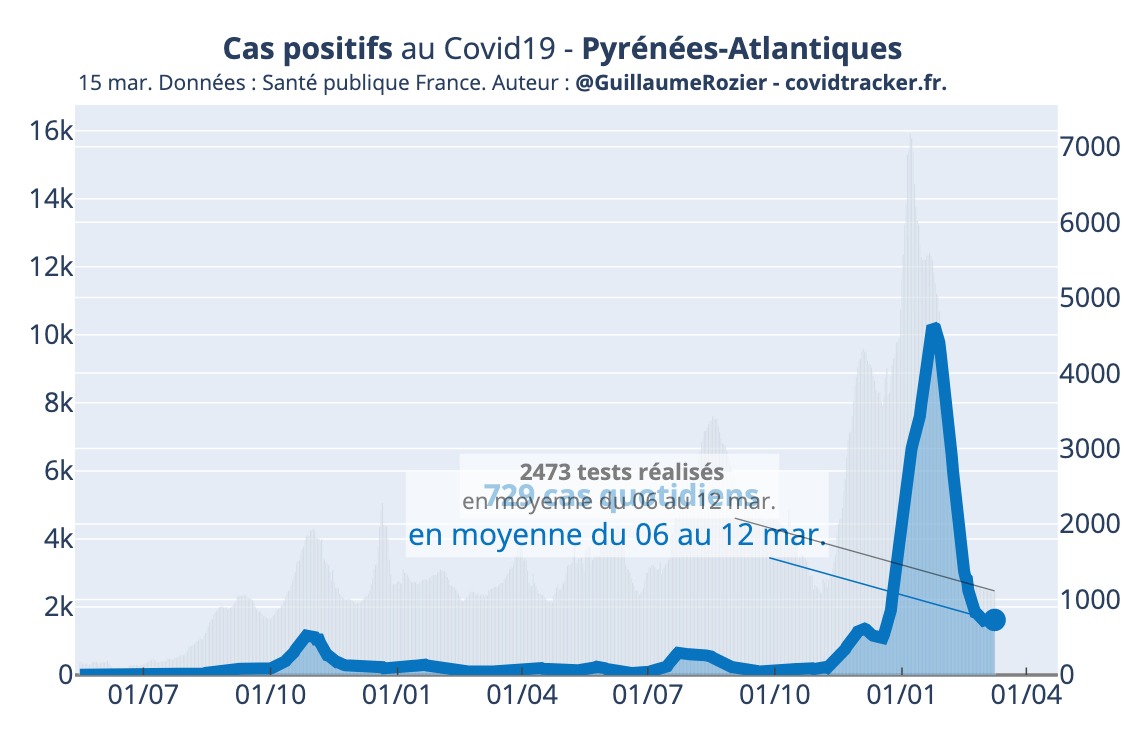 Cas positifs au Covid19 - Pyrénées-Atlantiques
15 mar. Données : Santé publique France. Auteur : @GuillaumeRozier - covidtracker.fr.
16k
14k
12k
10k
8k
6k
4k
2k
0
7000
6000
5000
4000
3000
2000
1000
0
2473 tests réalisés
en moyenne du 06 au 12 mar.
729 cas quotidiens
en moyenne du 06 au 12 mar.
01/07 01/10 01/01 01/04 01/07 01/10 01/01 01/04